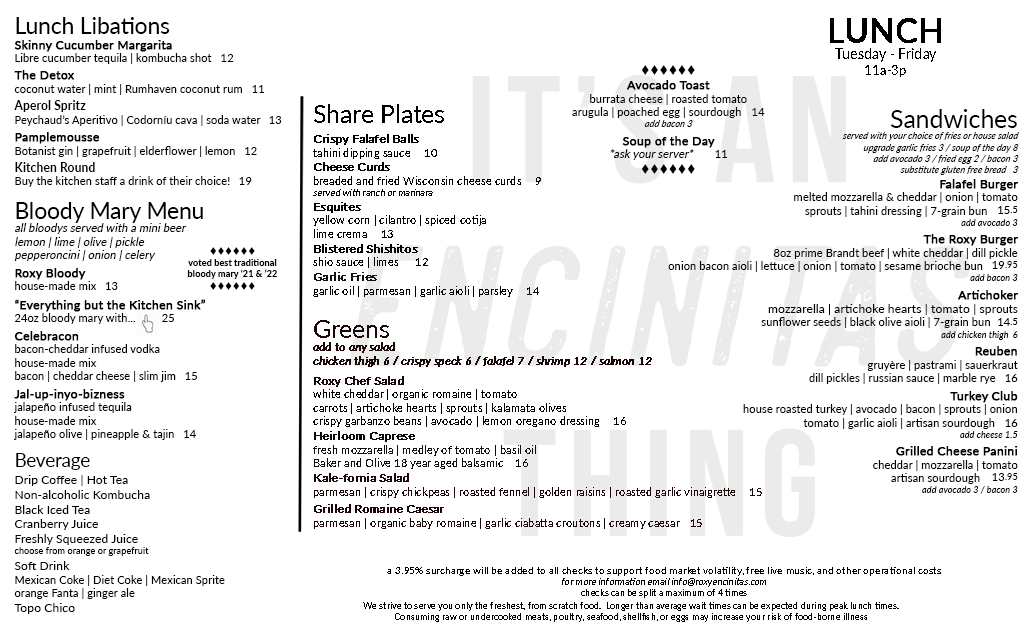 Lunch Libations
Skinny Cucumber Margarita
Libre cucumber tequila | kombucha shot 12
The Detox
coconut water | mint | Rumhaven coconut rum 11
Aperol Spritz
Peychaud's Aperitivo | Codorníu cava | soda water 13
Pamplemousse
Botanist gin | grapefruit | elderflower | lemon 12
Kitchen Round
Buy the kitchen staff a drink of their choice! 19
Bloody Mary Menu
all bloodys served with a mini beer
lemon | lime | olive | pickle
pepperoncini | onion | celery
♦♦♦♦♦♦
voted best traditional
bloody mary '21 & '22
♦♦♦♦♦♦
Roxy Bloody
house-made mix 13
"Everything but the Kitchen Sink"
24oz bloody mary with... 25
Celebracon
bacon-cheddar infused vodka
house-made mix
bacon | cheddar cheese | slim jim 15
Jal-up-inyo-bizness
jalapeño infused tequila
house-made mix
jalapeño olive | pineapple & tajin 14
Beverage
Drip Coffee | Hot Tea
Non-alcoholic Kombucha
Black Iced Tea
Cranberry Juice
Freshly Squeezed Juice
choose from orange or grapefruit
Soft Drink
Mexican Coke | Diet Coke | Mexican Sprite
orange Fanta | ginger ale
Topo Chico
Share Plates
Crispy Falafel Balls
tahini dipping sauce 10
Cheese Curds
breaded and fried Wisconsin cheese curds 9
served with ranch or marinara
Esquites
yellow corn | cilantro | spiced cotija
lime crema 13
Blistered Shishitos
shio sauce | limes 12
Garlic Fries
garlic oil | parmesan | garlic aioli | parsley 14
Greens
add to any salad
chicken thigh 6 / crispy speck 6 / falafel 7 / shrimp 12 / salmon 12
Roxy Chef Salad
white cheddar | organic romaine | tomato
carrots | artichoke hearts | sprouts | kalamata olives
crispy garbanzo beans | avocado | lemon oregano dressing 16
Heirloom Caprese
fresh mozzarella | medley of tomato | basil oil
Baker and Olive 18 year aged balsamic 16
Kale-fornia Salad
parmesan | crispy chickpeas | roasted fennel | golden raisins | roasted garlic vinaigrette 15
Grilled Romaine Caesar
parmesan | organic baby romaine | garlic ciabatta croutons | creamy caesar 15
♦♦♦♦♦♦
Avocado Toast
burrata cheese | roasted tomato
arugula | poached egg | sourdough 14
add bacon 3
Soup of the Day
*ask your server* 11
♦♦♦♦♦♦
LUNCH
Tuesday - Friday
11a-3p
Sandwiches
served with your choice of fries or house salad
upgrade garlic fries 3 / soup of the day 8
add avocado 3 / fried egg 2 / bacon 3
substitute gluten free bread 3
Falafel Burger
melted mozzarella & cheddar | onion | tomato
sprouts | tahini dressing | 7-grain bun 15.5
add avocado 3
The Roxy Burger
8oz prime Brandt beef | white cheddar | dill pickle
onion bacon aioli | lettuce | onion | tomato | sesame brioche bun 19.95
add bacon 3
Artichoker
mozzarella | artichoke hearts | tomato | sprouts
sunflower seeds | black olive aioli | 7-grain bun 14.5
add chicken thigh 6
Reuben
gruyère | pastrami | sauerkraut
dill pickles | russian sauce | marble rye 16
Turkey Club
house roasted turkey | avocado | bacon | sprouts | onion
tomato | garlic aioli | artisan sourdough 16
add cheese 1.5
Grilled Cheese Panini
cheddar | mozzarella | tomato
artisan sourdough 13.95
add avocado 3 / bacon 3
IT'S AN
ENCINITAS
THING
a 3.95% surcharge will be added to all checks to support food market volatility, free live music, and other operational costs
for more information email info@roxyencinitas.com
checks can be split a maximum of 4 times
We strive to serve you only the freshest, from scratch food. Longer than average wait times can be expected during peak lunch times.
Consuming raw or undercooked meats, poultry, seafood, shellfish, or eggs may increase your risk of food-borne illness